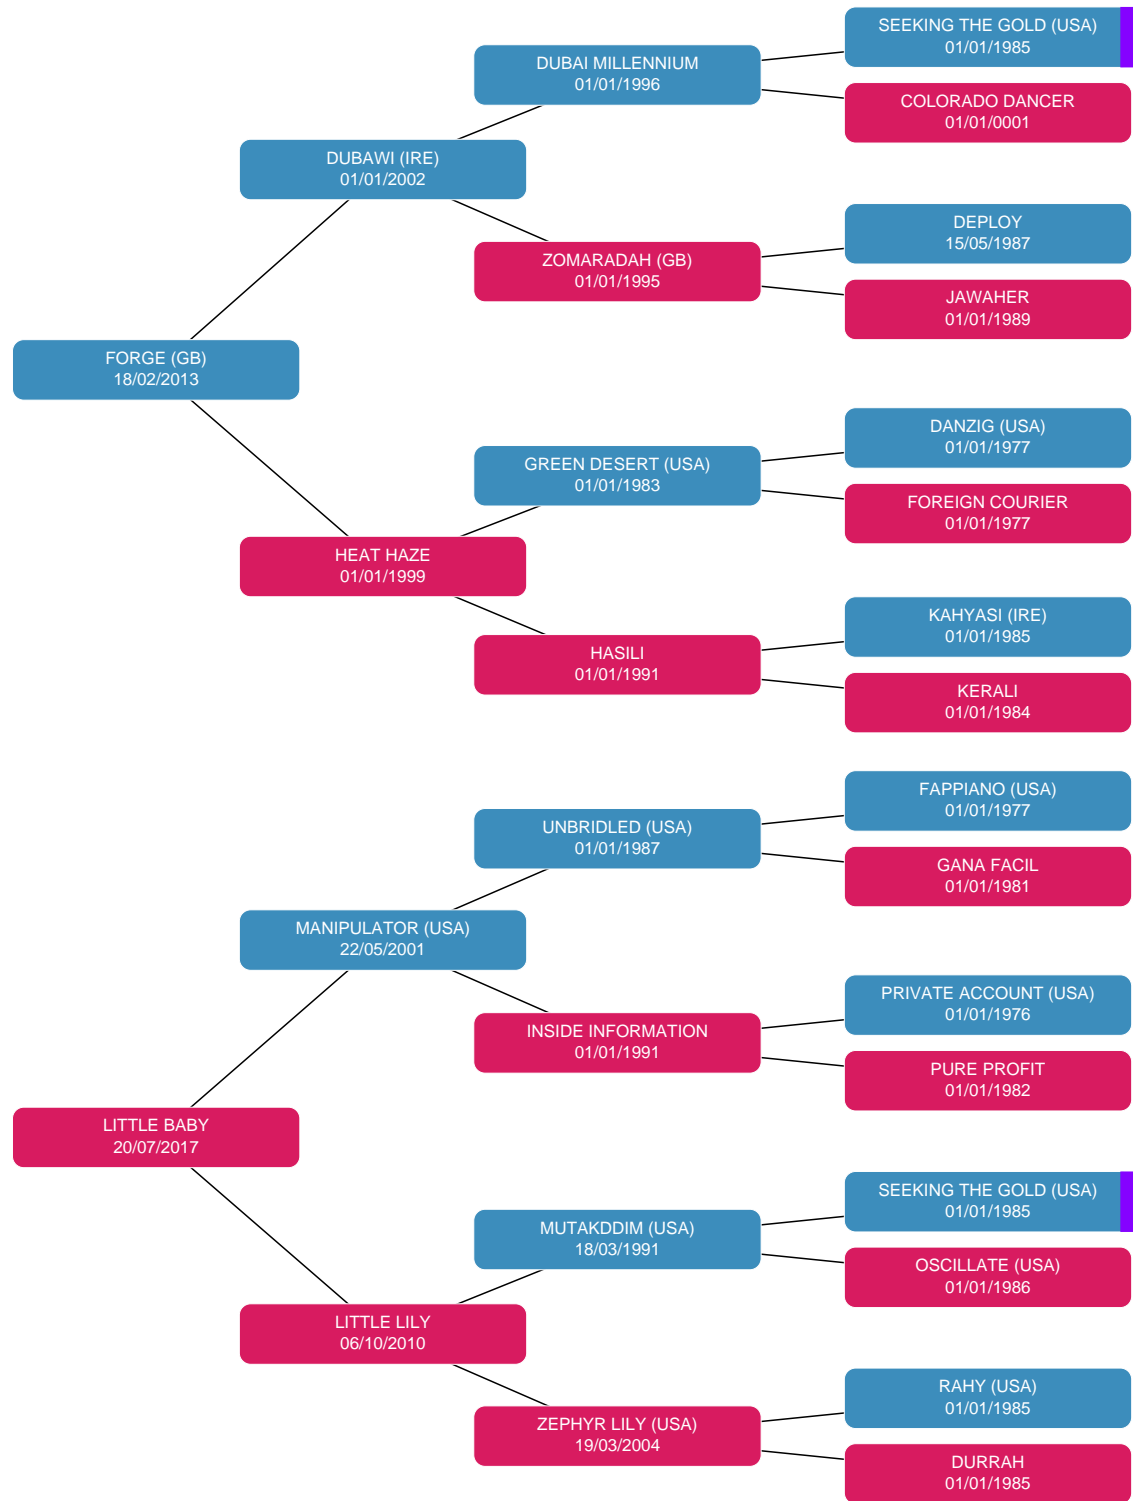 SEEKING THE GOLD (USA)
01/01/1985
DUBAI MILLENNIUM
01/01/1996
COLORADO DANCER
01/01/0001
DUBAWI (IRE)
01/01/2002
DEPLOY
15/05/1987
ZOMARADAH (GB)
01/01/1995
JAWAHER
01/01/1989
FORGE (GB)
18/02/2013
DANZIG (USA)
01/01/1977
GREEN DESERT (USA)
01/01/1983
FOREIGN COURIER
01/01/1977
HEAT HAZE
01/01/1999
KAHYASI (IRE)
01/01/1985
HASILI
01/01/1991
KERALI
01/01/1984
FAPPIANO (USA)
01/01/1977
UNBRIDLED (USA)
01/01/1987
GANA FACIL
01/01/1981
MANIPULATOR (USA)
22/05/2001
PRIVATE ACCOUNT (USA)
01/01/1976
INSIDE INFORMATION
01/01/1991
PURE PROFIT
01/01/1982
LITTLE BABY
20/07/2017
SEEKING THE GOLD (USA)
01/01/1985
MUTAKDDIM (USA)
18/03/1991
OSCILLATE (USA)
01/01/1986
LITTLE LILY
06/10/2010
RAHY (USA)
01/01/1985
ZEPHYR LILY (USA)
19/03/2004
DURRAH
01/01/1985